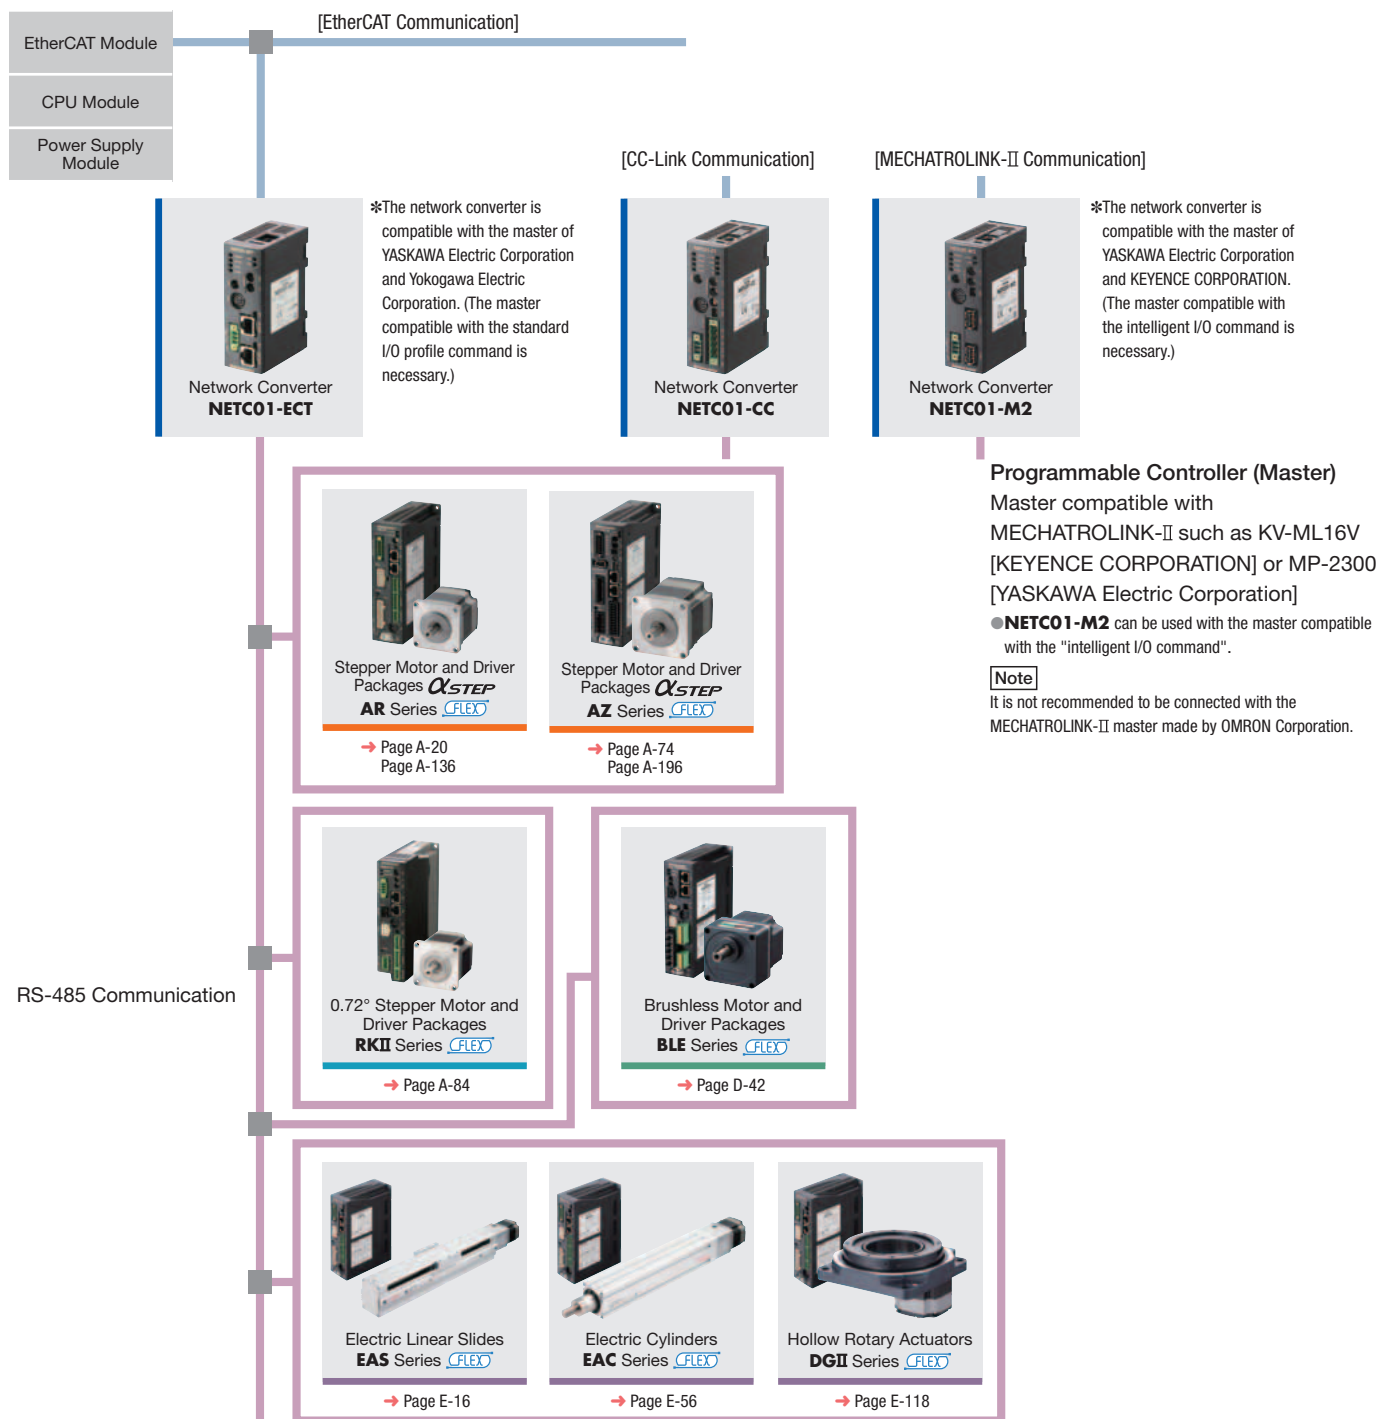 [EtherCAT Communication]
EtherCAT Module
CPU Module
Power Supply
Module
[CC-Link Communication]
[MECHATROLINK-Ⅱ Communication]
Network Converter
NETC01-ECT
✽The network converter is
compatible with the master of
YASKAWA Electric Corporation
and Yokogawa Electric
Corporation. (The master
compatible with the standard
I/O profile command is
necessary.)
Network Converter
NETC01-CC
Network Converter
NETC01-M2
✽The network converter is
compatible with the master of
YASKAWA Electric Corporation
and KEYENCE CORPORATION.
(The master compatible with
the intelligent I/O command is
necessary.)
Programmable Controller (Master)
Master compatible with
MECHATROLINK-Ⅱ such as KV-ML16V
[KEYENCE CORPORATION] or MP-2300
[YASKAWA Electric Corporation]
●NETC01-M2 can be used with the master compatible
with the "intelligent I/O command".
Note
It is not recommended to be connected with the
MECHATROLINK-Ⅱ master made by OMRON Corporation.
Stepper Motor and Driver
Packages αSTEP
AR Series FLEX
→ Page A-20
Page A-136
Stepper Motor and Driver
Packages αSTEP
AZ Series FLEX
→ Page A-74
Page A-196
RS-485 Communication
0.72° Stepper Motor and
Driver Packages
RKⅡ Series FLEX
→ Page A-84
Brushless Motor and
Driver Packages
BLE Series FLEX
→ Page D-42
Electric Linear Slides
EAS Series FLEX
→ Page E-16
Electric Cylinders
EAC Series FLEX
→ Page E-56
Hollow Rotary Actuators
DGⅡ Series FLEX
→ Page E-118